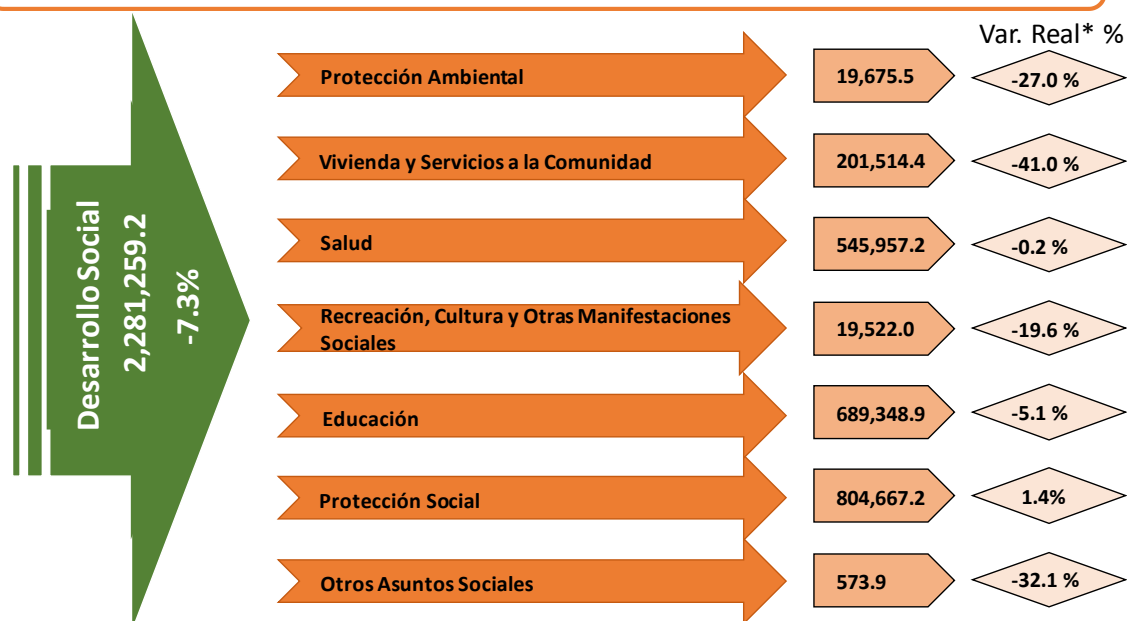 Var. Real* %
Desarrollo Social
2,281,259.2
-7.3%
Protección Ambiental
19,675.5
-27.0 %
Vivienda y Servicios a la Comunidad
201,514.4
-41.0 %
Salud
545,957.2
-0.2 %
Recreación, Cultura y Otras Manifestaciones
Sociales
19,522.0
-19.6 %
Educación
689,348.9
-5.1 %
Protección Social
804,667.2
1.4%
Otros Asuntos Sociales
573.9
-32.1 %